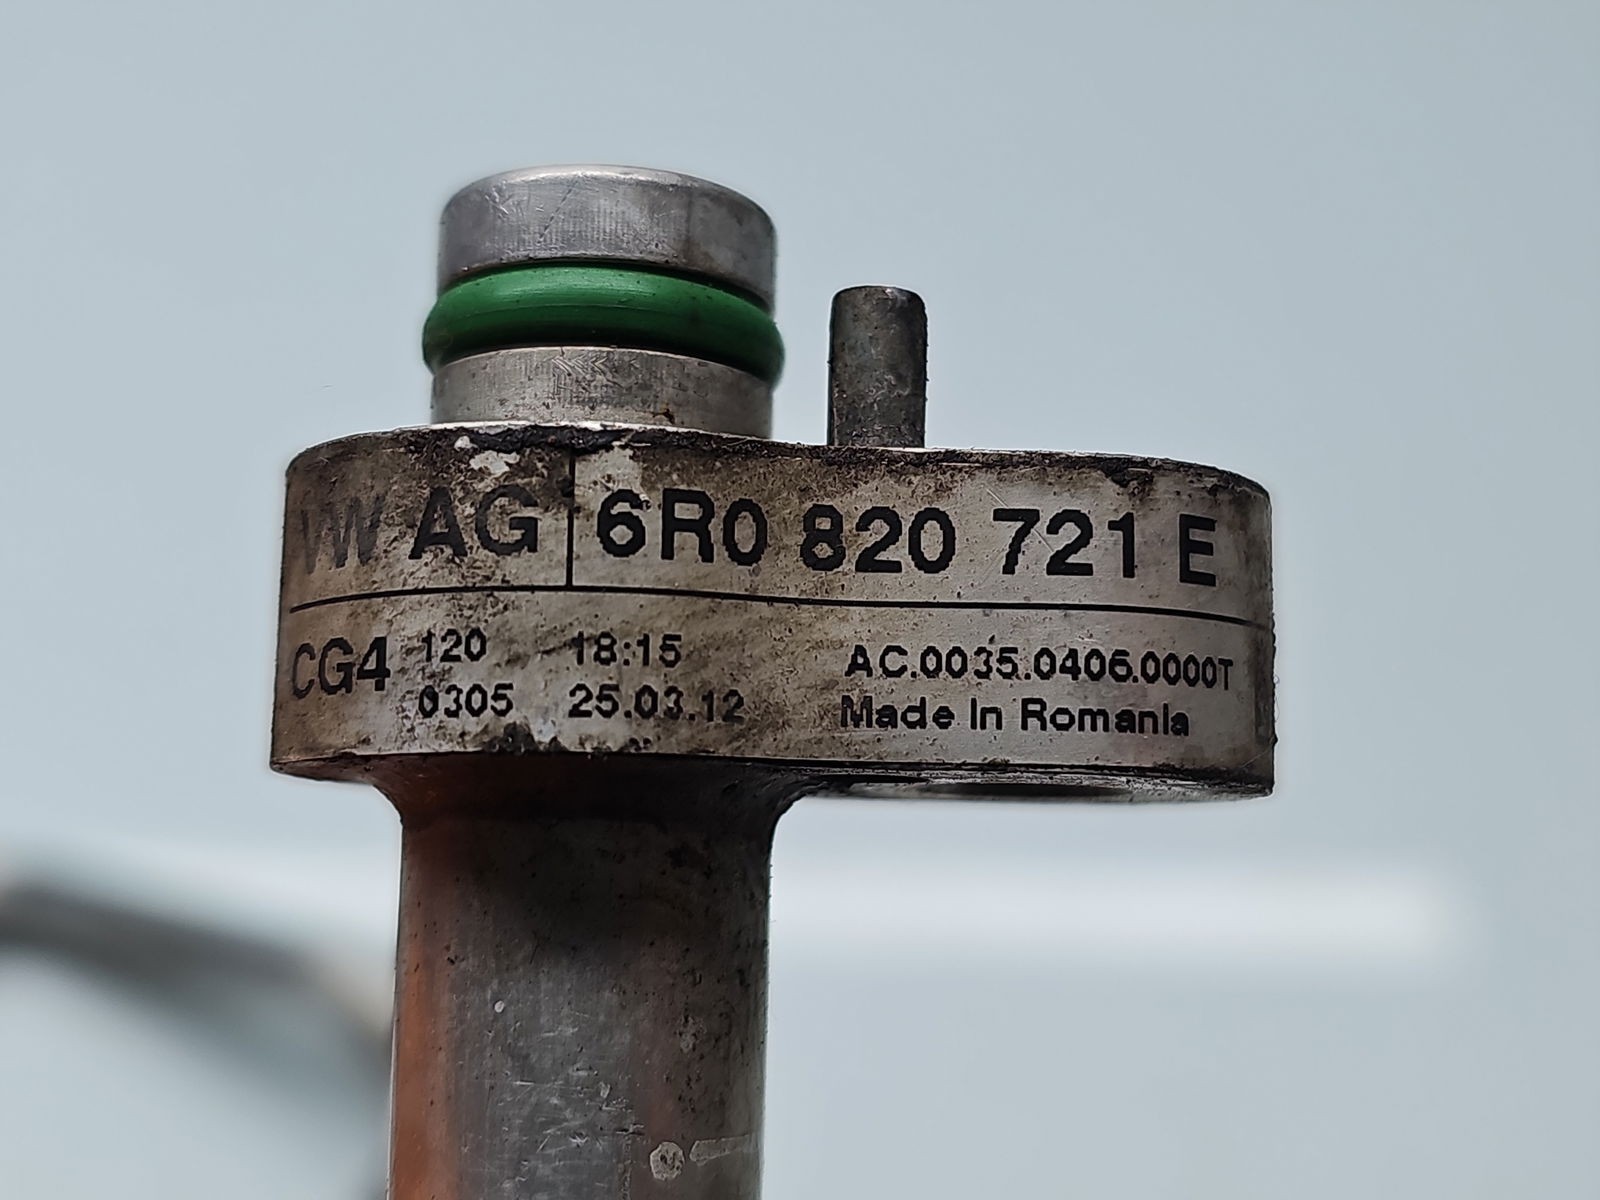 VW AG 6R0 820 721 E
CG4 120 18:15 AC.0035.0406.0000T
0305 25.03.12 Made In Romania